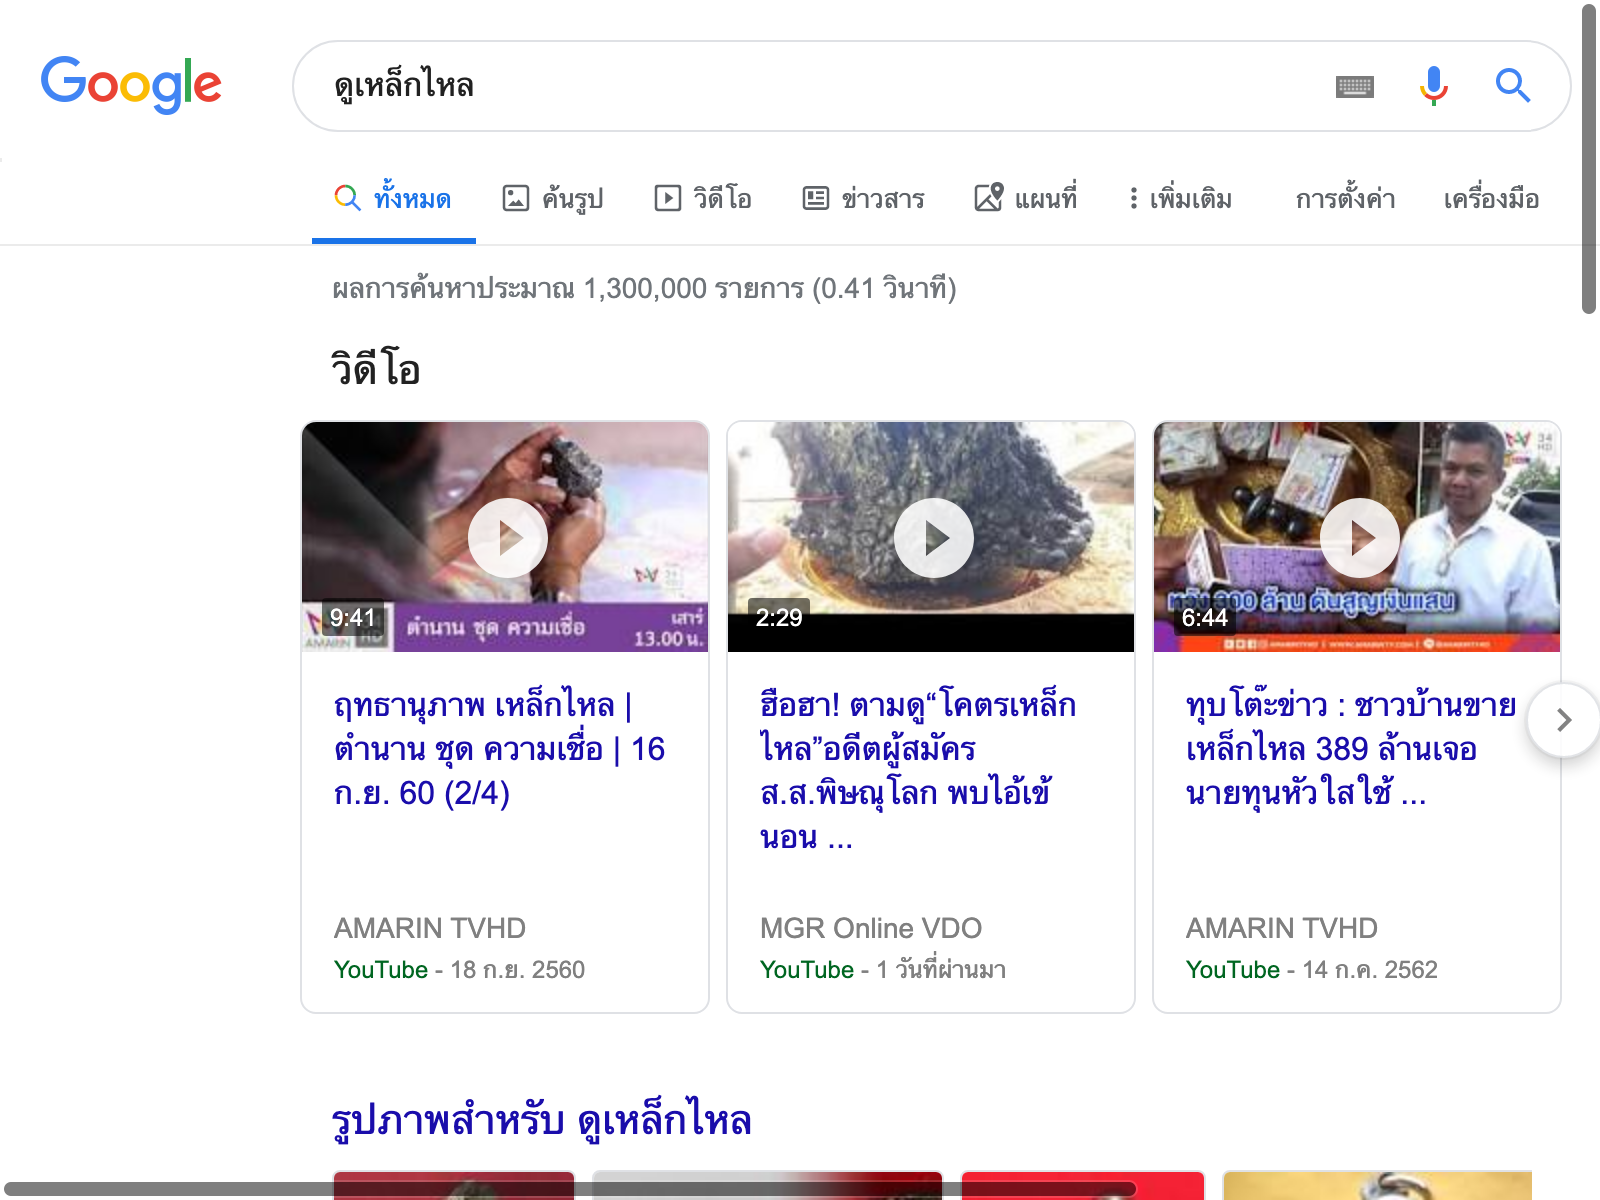 Google
ดูเหล็กไหล
ทั้งหมด ค้นรูป วิดีโอ ข่าวสาร แผนที่ เพิ่มเติม การตั้งค่า เครื่องมือ
ผลการค้นหาประมาณ 1,300,000 รายการ (0.41 วินาที)
วิดีโอ
9:41
AMARIN HD
ตำนาน ชุด ความเชื่อ
เสาร์
13.00 น.
ฤทธานุภาพ เหล็กไหล |
ตำนาน ชุด ความเชื่อ | 16
ก.ย. 60 (2/4)
AMARIN TVHD
YouTube - 18 ก.ย. 2560
2:29
ฮือฮา! ตามดู“โคตรเหล็ก
ไหล”อดีตผู้สมัคร
ส.ส.พิษณุโลก พบไอ้เข้
นอน ...
MGR Online VDO
YouTube - 1 วันที่ผ่านมา
34
HD
หวัง 300 ล้าน ดันสูญเงินแสน
6:44
ทุบโต๊ะข่าว : ชาวบ้านขาย
เหล็กไหล 389 ล้านเจอ
นายทุนหัวใสใช้ ...
AMARIN TVHD
YouTube - 14 ก.ค. 2562
รูปภาพสำหรับ ดูเหล็กไหล